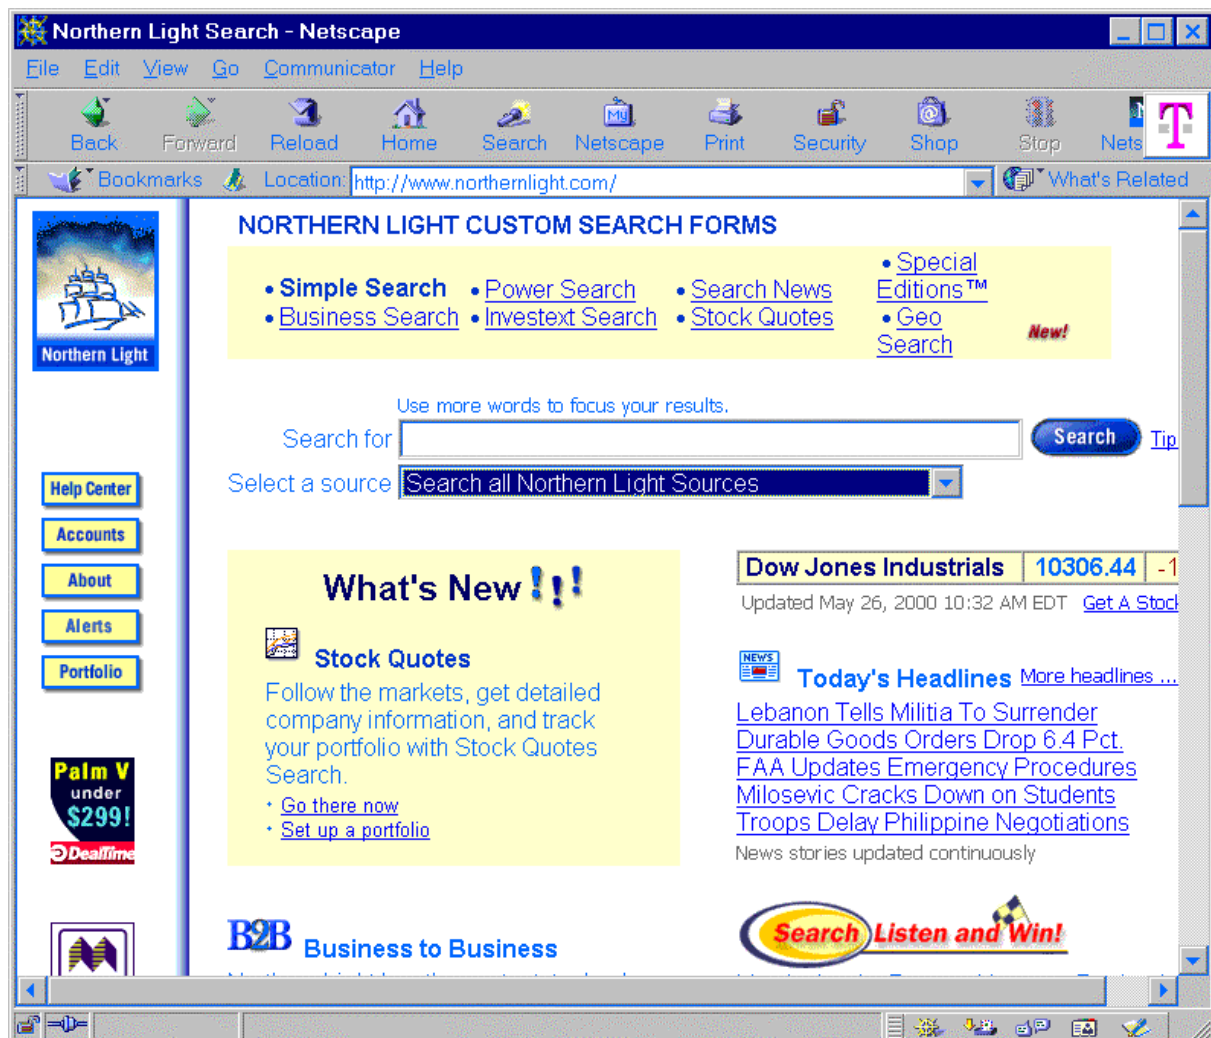 Northern Light Search - Netscape
File Edit View Go Communicator Help
Back Forward Reload Home Search Netscape Print Security Shop Stop Nets
Bookmarks Location: http://www.northernlight.com/ What's Related
Northern Light
NORTHERN LIGHT CUSTOM SEARCH FORMS
• Simple Search • Power Search • Search News • Special Editions™
• Business Search • Investext Search • Stock Quotes • Geo Search New!
Use more words to focus your results.
Search for Search Tip
Select a source Search all Northern Light Sources
Help Center
Accounts
About
Alerts
Portfolio
Palm V
under
$299!
DealTime
What's New !!!
Stock Quotes
Follow the markets, get detailed
company information, and track
your portfolio with Stock Quotes
Search.
· Go there now
· Set up a portfolio
B2B Business to Business
Dow Jones Industrials 10306.44 -1
Updated May 26, 2000 10:32 AM EDT Get A Stock
NEWS Today's Headlines More headlines ...
Lebanon Tells Militia To Surrender
Durable Goods Orders Drop 6.4 Pct.
FAA Updates Emergency Procedures
Milosevic Cracks Down on Students
Troops Delay Philippine Negotiations
News stories updated continuously
Search Listen and Win!